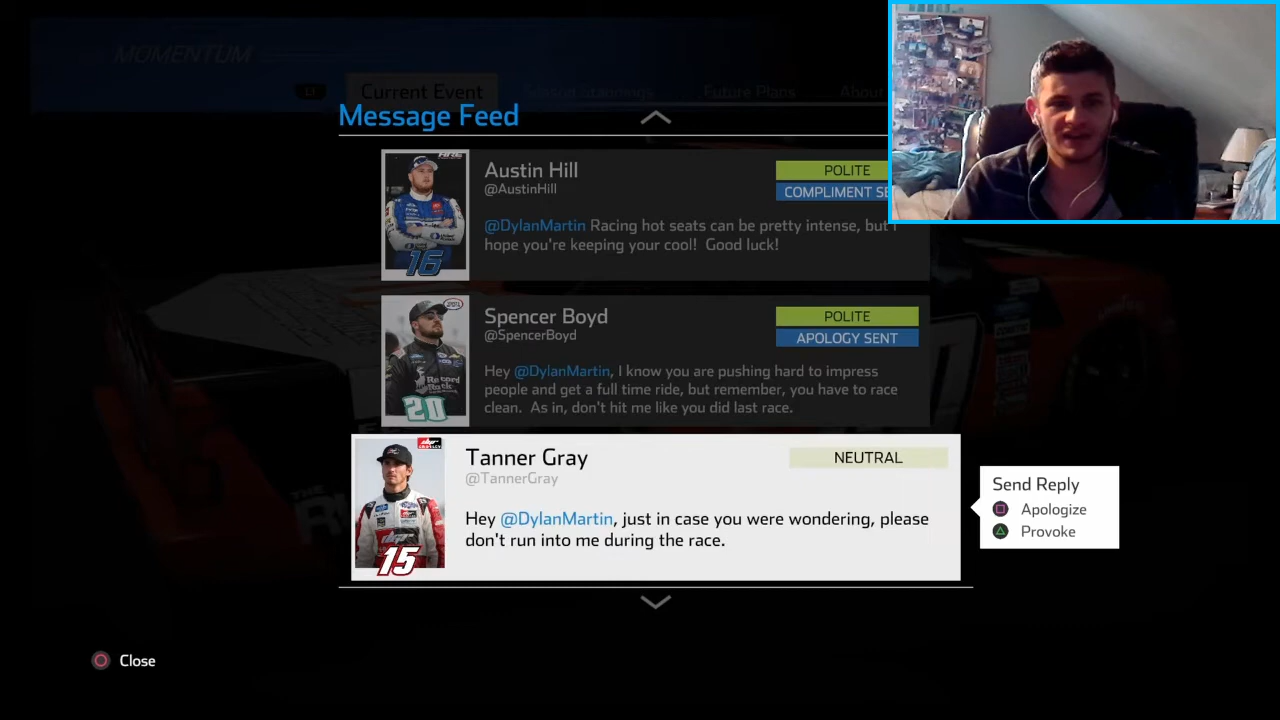 MOMENTUM
L1 Current Event Season Standings Future Plans About
Message Feed
Austin Hill
@AustinHill
POLITE
COMPLIMENT SE
@DylanMartin Racing hot seats can be pretty intense, but I
hope you're keeping your cool! Good luck!
16
Spencer Boyd
@SpencerBoyd
POLITE
APOLOGY SENT
Hey @DylanMartin, I know you are pushing hard to impress
people and get a full time ride, but remember, you have to race
clean. As in, don't hit me like you did last race.
20
Tanner Gray
@TannerGray
NEUTRAL
Hey @DylanMartin, just in case you were wondering, please
don't run into me during the race.
15
Send Reply
Apologize
Provoke
Close